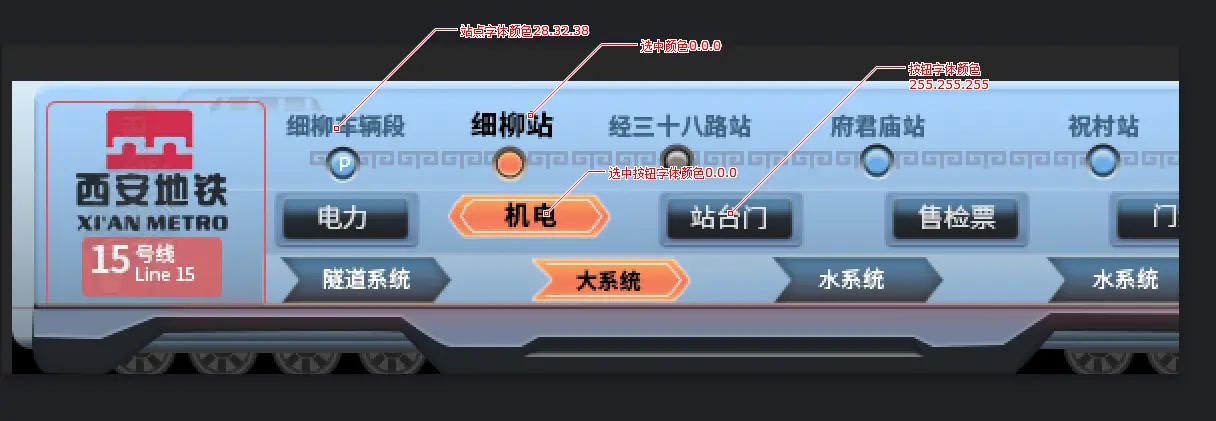 站点字体颜色28.32.38
选中颜色0.0.0
按钮字体颜色
255.255.255
细柳车辆段
细柳站
经三十八路站
府君庙站
祝村站
P
选中按钮字体颜色0.0.0
西安地铁
XI'AN METRO
15号线
Line 15
电力
机电
站台门
售检票
门
隧道系统
大系统
水系统
水系统